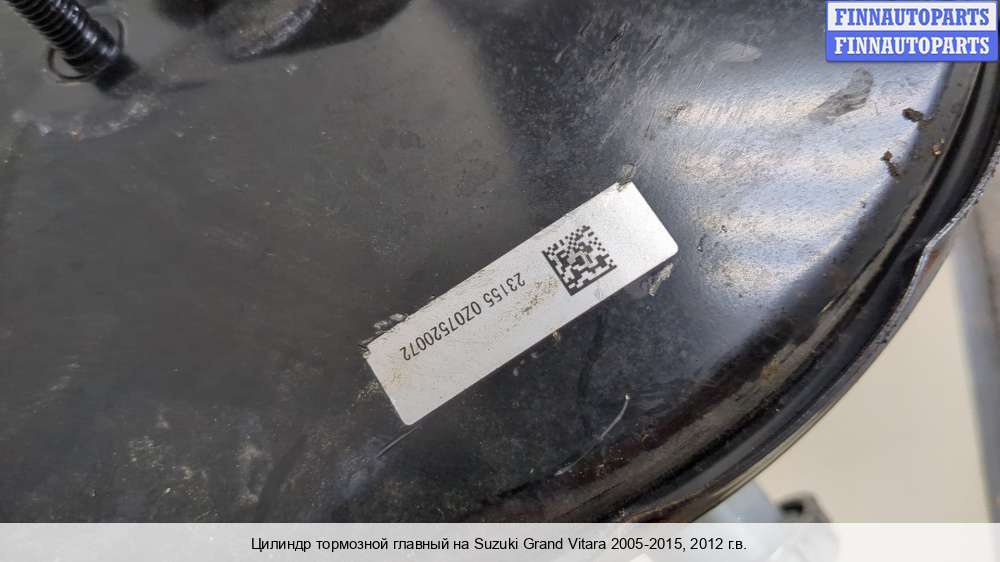 FINNAUTOPARTS
FINNAUTOPARTS
23155 0Z07520072
Цилиндр тормозной главный на Suzuki Grand Vitara 2005-2015, 2012 г.в.